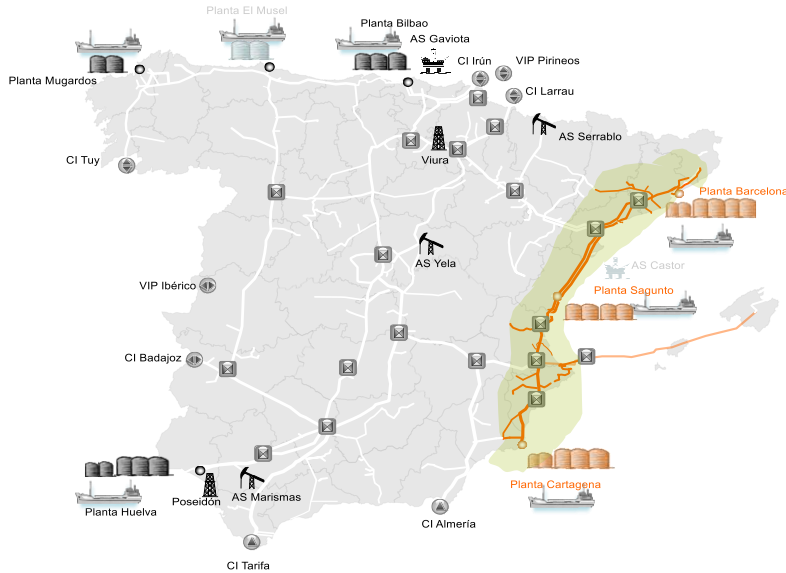 Planta El Musel
Planta Bilbao
AS Gaviota
CI Irún
VIP Pirineos
Planta Mugardos
CI Larrau
AS Serrablo
CI Tuy
Viura
Planta Barcelona
AS Yela
AS Castor
VIP Ibérico
Planta Sagunto
CI Badajoz
Planta Cartagena
Poseidón
AS Marismas
Planta Huelva
CI Almería
CI Tarifa